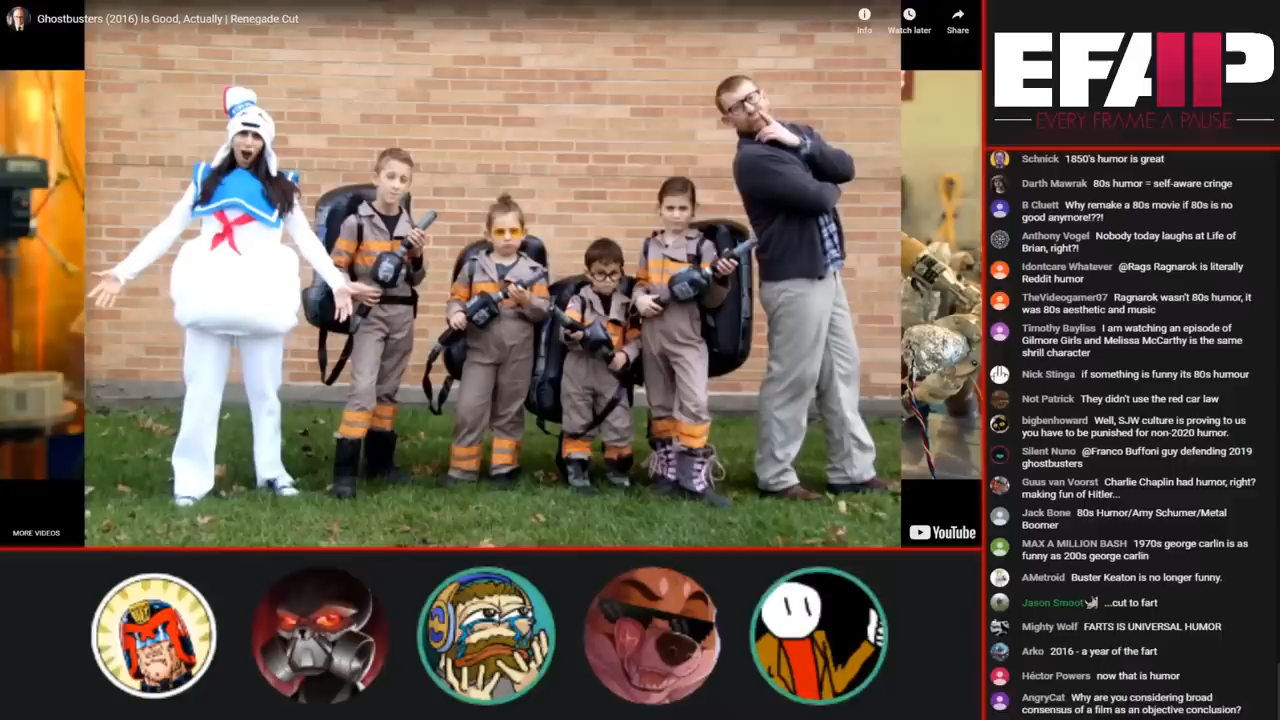 Ghostbusters (2016) Is Good, Actually | Renegade Cut
Info
Watch later
Share
MORE VIDEOS
YouTube
EFAP
EVERY FRAME A PAUSE
Schnick 1850's humor is great
Darth Mawrak 80s humor = self-aware cringe
B Cluett Why remake a 80s movie if 80s is no
good anymore!??!
Anthony Vogel Nobody today laughs at Life of
Brian, right?!
Idontcare Whatever @Rags Ragnarok is literally
Reddit humor
TheVideogamer07 Ragnarok wasn't 80s humor, it
was 80s aesthetic and music
Timothy Bayliss I am watching an episode of
Gilmore Girls and Melissa McCarthy is the same
shrill character
Nick Stinga if something is funny its 80s humour
Not Patrick They didn't use the red car law
bigbenhoward Well, SJW culture is proving to us
you have to be punished for non-2020 humor.
Silent Nuno @Franco Buffoni guy defending 2019
ghostbusters
Guus van Voorst Charlie Chaplin had humor, right?
making fun of Hitler...
Jack Bone 80s Humor/Amy Schumer/Metal
Boomer
MAX A MILLION BASH 1970s george carlin is as
funny as 200s george carlin
AMetroid Buster Keaton is no longer funny.
Jason Smoot ...cut to fart
Mighty Wolf FARTS IS UNIVERSAL HUMOR
Arko 2016 - a year of the fart
Héctor Powers now that is humor
AngryCat Why are you considering broad
consensus of a film as an objective conclusion?